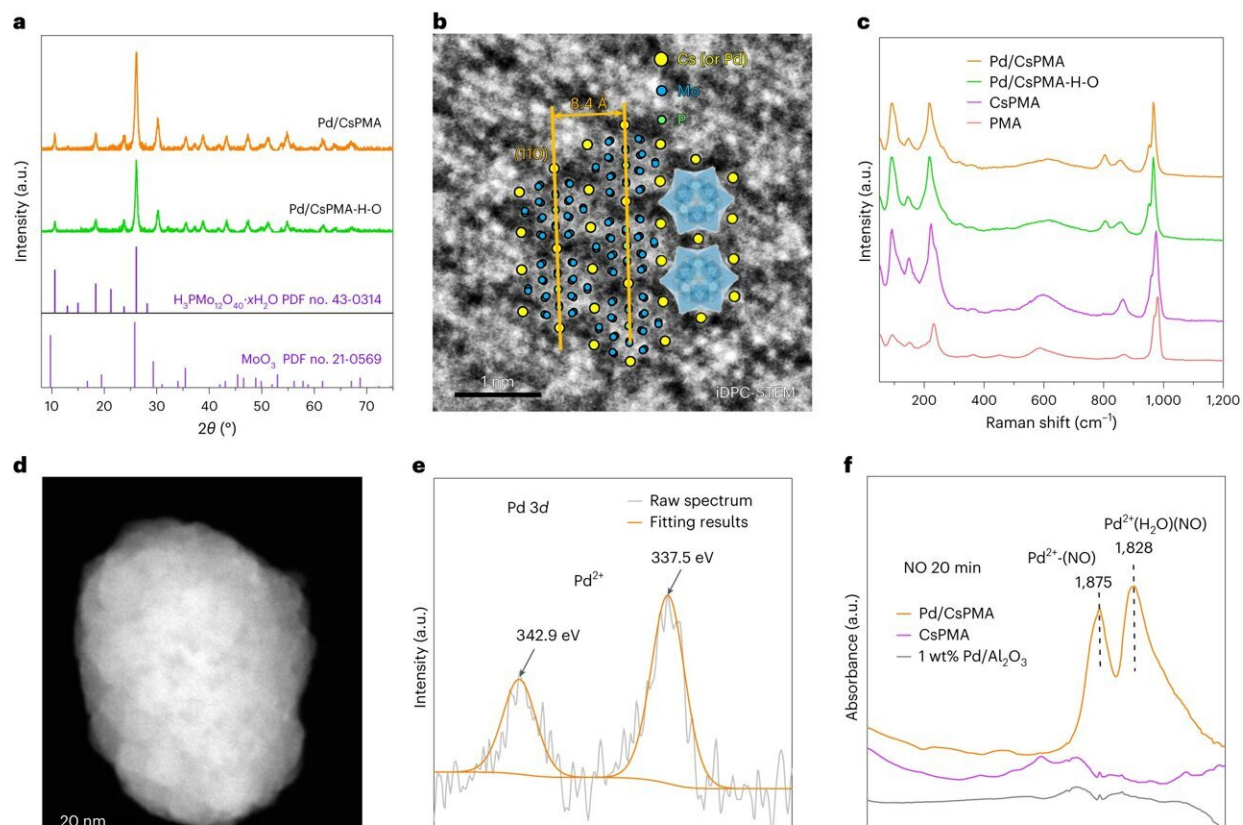 a
Pd/CsPMA
Pd/CsPMA-H-O
H₃PMo₁₂O₄₀·xH₂O PDF no. 43-0314
MoO₃ PDF no. 21-0569
Intensity (a.u.)
10 20 30 40 50 60 70
2θ (°)
b
Cs (or Pd)
Mo
P
8.4 Å
(110)
1 nm
iDPC-STEM
c
Pd/CsPMA
Pd/CsPMA-H-O
CsPMA
PMA
Intensity (a.u.)
200 400 600 800 1,000 1,200
Raman shift (cm⁻¹)
d
20 nm
e
Pd 3d
Raw spectrum
Fitting results
Pd²⁺
337.5 eV
342.9 eV
Intensity (a.u.)
f
Pd²⁺(H₂O)(NO)
Pd²⁺-(NO)
1,828
1,875
NO 20 min
Pd/CsPMA
CsPMA
1 wt% Pd/Al₂O₃
Absorbance (a.u.)